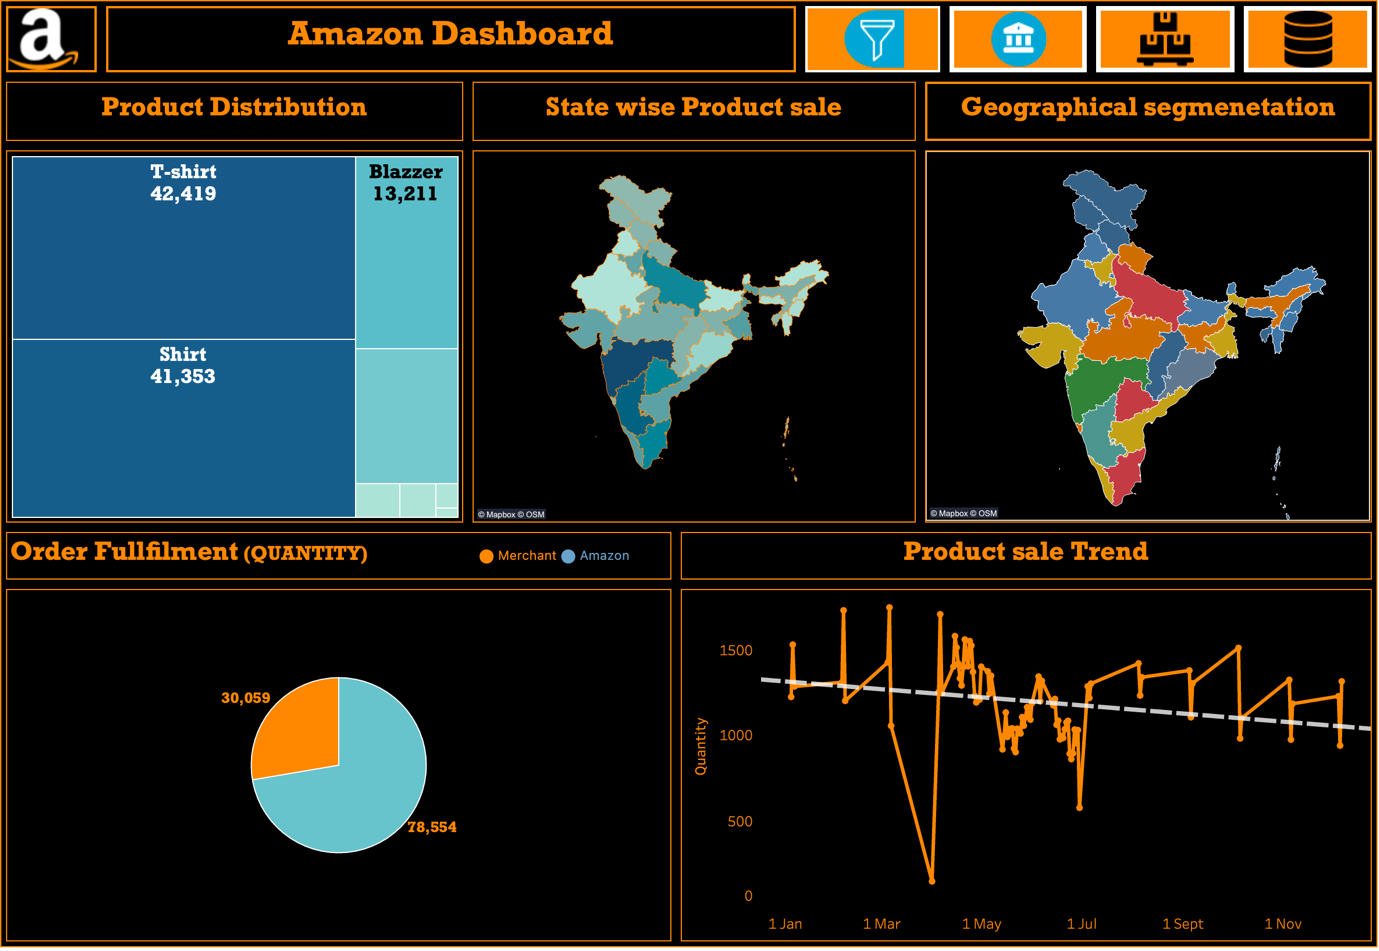 a
Amazon Dashboard
Product Distribution
State wise Product sale
Geographical segmenetation
T-shirt
42,419
Blazzer
13,211
Shirt
41,353
© Mapbox © OSM
© Mapbox © OSM
Order Fullfilment (QUANTITY)
Merchant
Amazon
Product sale Trend
30,059
78,554
Quantity
1500
1000
500
0
1 Jan
1 Mar
1 May
1 Jul
1 Sept
1 Nov